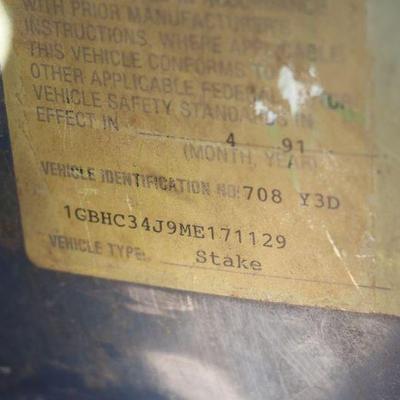 WITH PRIOR MANUFACTURERS
INSTRUCTIONS, WHERE APPLICABLE.
THIS VEHICLE CONFORMS TO
OTHER APPLICABLE FEDERAL
VEHICLE SAFETY STANDARDS IN
EFFECT IN 4 91
(MONTH, YEAR)
VEHICLE IDENTIFICATION NO: 708 Y3D
1GBHC34J9ME171129
VEHICLE TYPE: Stake